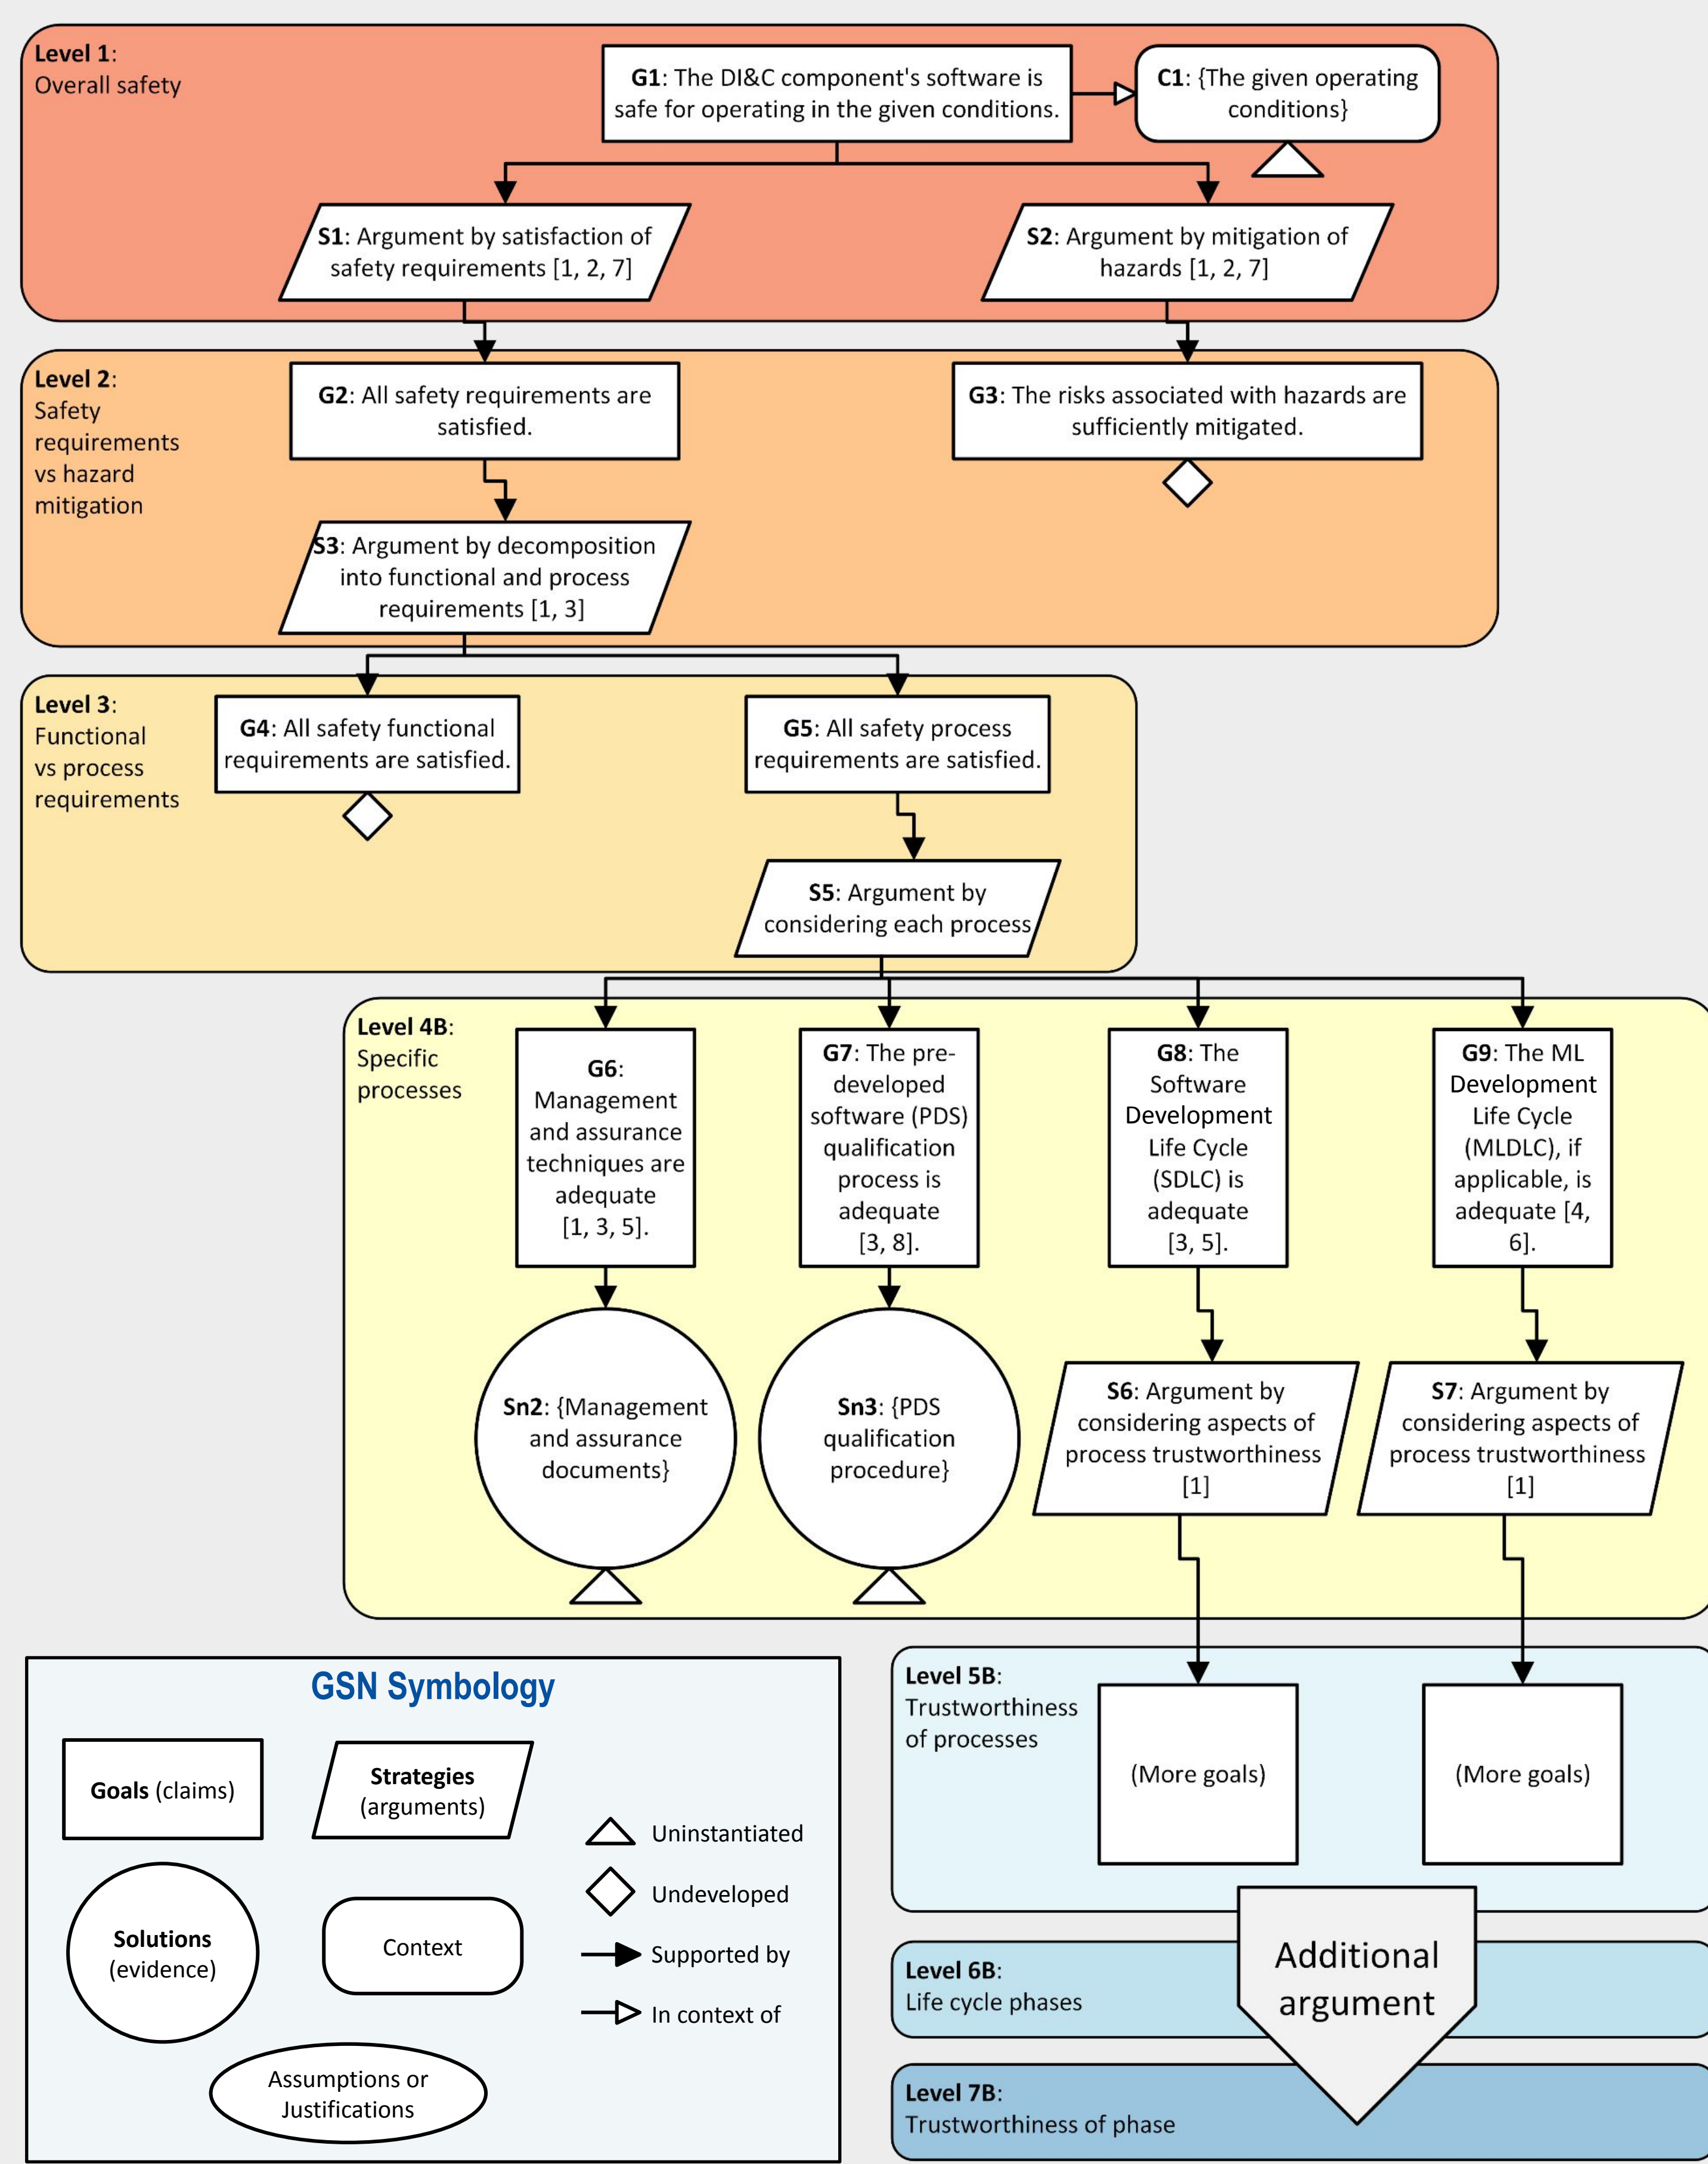 Level 1:
Overall safety
G1: The DI&C component's software is
safe for operating in the given conditions.
C1: {The given operating
conditions}
S1: Argument by satisfaction of
safety requirements [1, 2, 7]
S2: Argument by mitigation of
hazards [1, 2, 7]
Level 2:
Safety
requirements
vs hazard
mitigation
G2: All safety requirements are
satisfied.
G3: The risks associated with hazards are
sufficiently mitigated.
S3: Argument by decomposition
into functional and process
requirements [1, 3]
Level 3:
Functional
vs process
requirements
G4: All safety functional
requirements are satisfied.
G5: All safety process
requirements are satisfied.
S5: Argument by
considering each process
Level 4B:
Specific
processes
G6:
Management
and assurance
techniques are
adequate
[1, 3, 5].
G7: The pre-
developed
software (PDS)
qualification
process is
adequate
[3, 8].
G8: The
Software
Development
Life Cycle
(SDLC) is
adequate
[3, 5].
G9: The ML
Development
Life Cycle
(MLDLC), if
applicable, is
adequate [4,
6].
Sn2: {Management
and assurance
documents}
Sn3: {PDS
qualification
procedure}
S6: Argument by
considering aspects of
process trustworthiness
[1]
S7: Argument by
considering aspects of
process trustworthiness
[1]
GSN Symbology
Goals (claims)
Strategies
(arguments)
Solutions
(evidence)
Context
Assumptions or
Justifications
Uninstantiated
Undeveloped
Supported by
In context of
Level 5B:
Trustworthiness
of processes
(More goals)
(More goals)
Additional
argument
Level 6B:
Life cycle phases
Level 7B:
Trustworthiness of phase